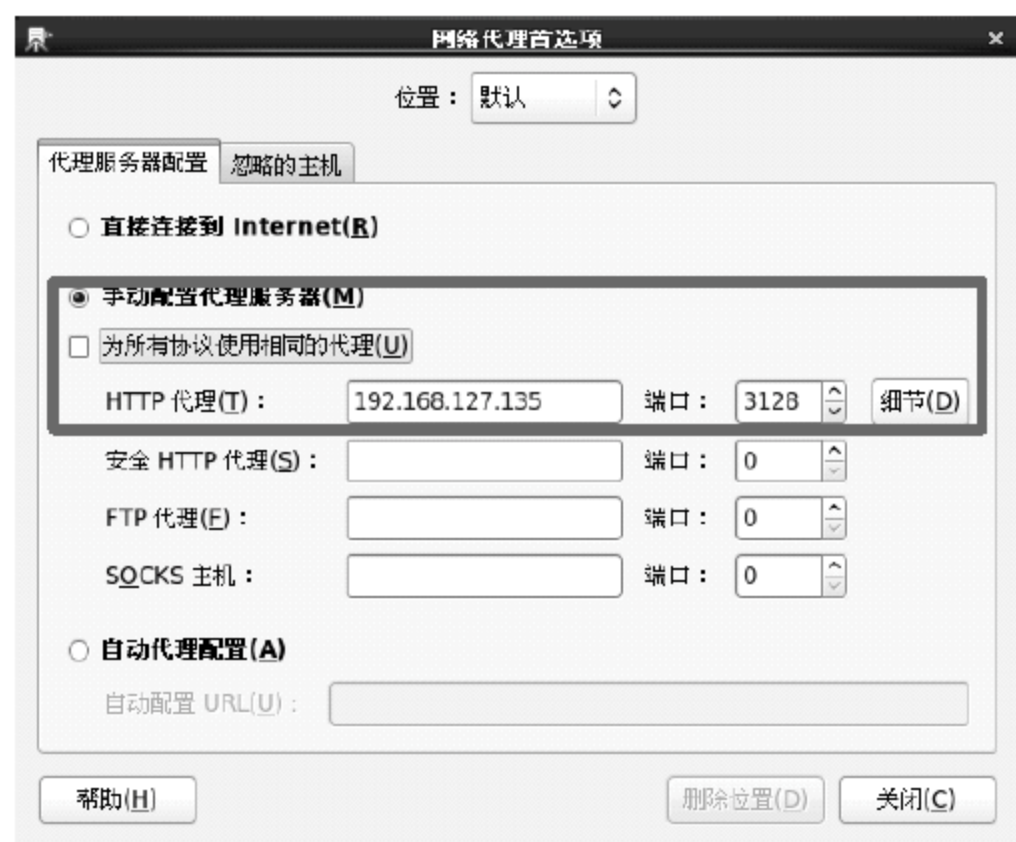 网络代理首选项
位置： 默认
代理服务器配置 忽略的主机
直接连接到 Internet(R)
手动配置代理服务器(M)
为所有协议使用相同的代理(U)
HTTP 代理(T)： 192.168.127.135 端口： 3128 细节(D)
安全 HTTP 代理(S)： 端口： 0
FTP 代理(F)： 端口： 0
SOCKS 主机： 端口： 0
自动代理配置(A)
自动配置 URL(U)：
帮助(H) 删除位置(D) 关闭(C)